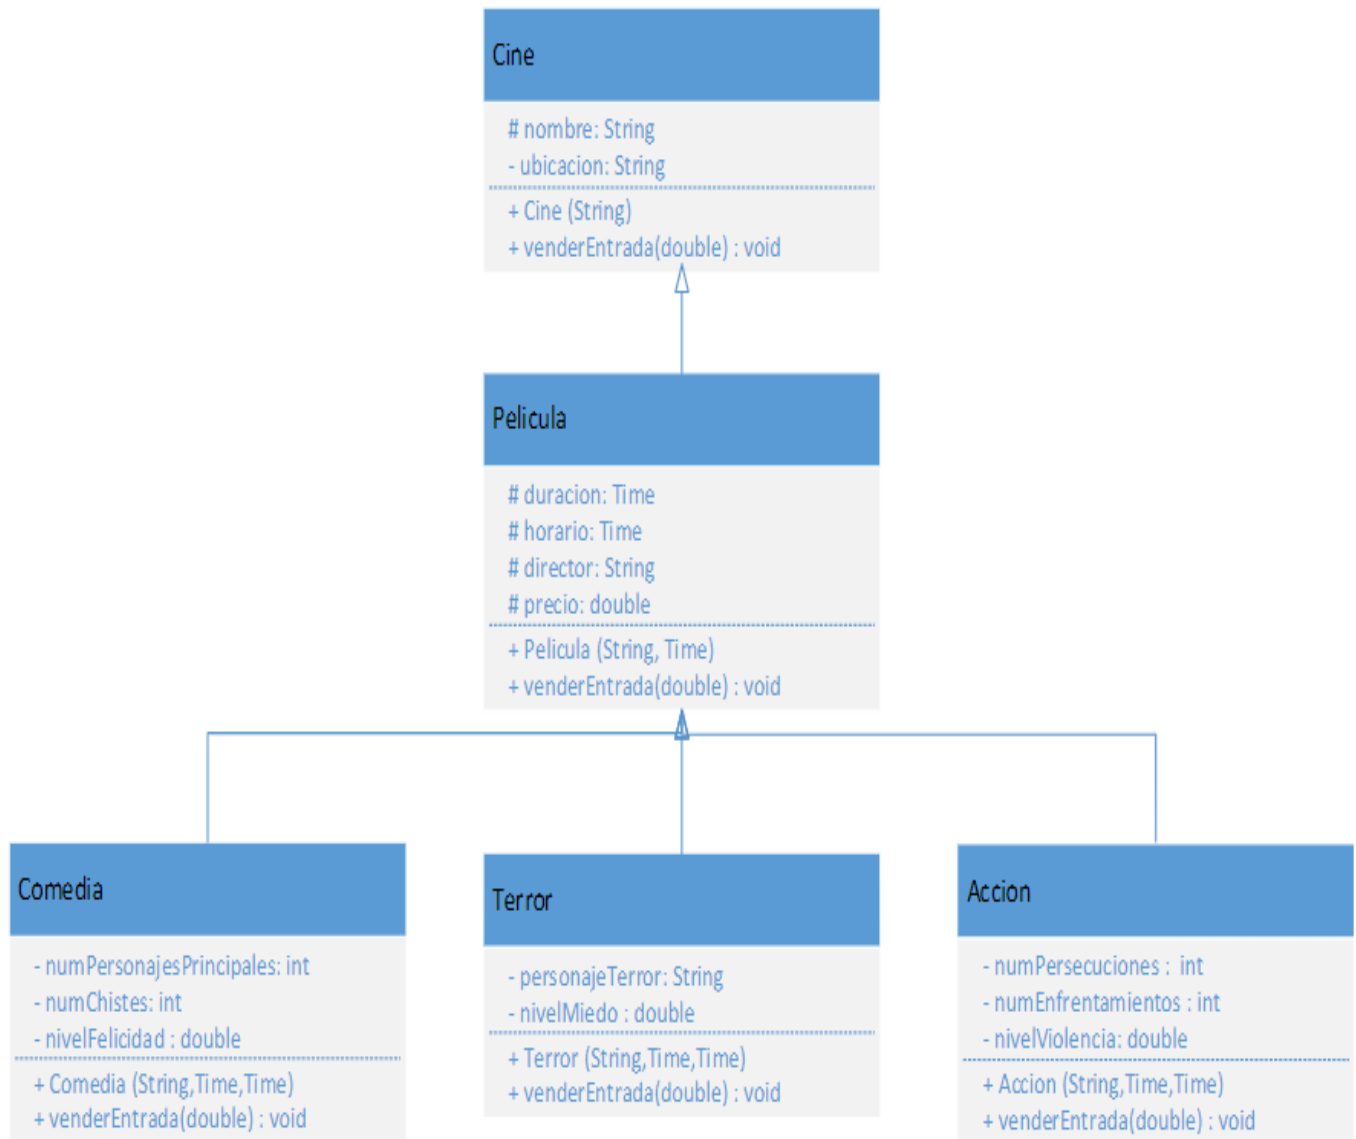 Cine
# nombre: String
- ubicacion: String
+ Cine (String)
+ venderEntrada(double) : void
Pelicula
# duracion: Time
# horario: Time
# director: String
# precio: double
+ Pelicula (String, Time)
+ venderEntrada(double) : void
Comedia
- numPersonajesPrincipales: int
- numChistes: int
- nivelFelicidad : double
+ Comedia (String,Time,Time)
+ venderEntrada(double) : void
Terror
- personajeTerror: String
- nivelMiedo : double
+ Terror (String,Time,Time)
+ venderEntrada(double) : void
Accion
- numPersecuciones : int
- numEnfrentamientos : int
- nivelViolencia: double
+ Accion (String,Time,Time)
+ venderEntrada(double) : void